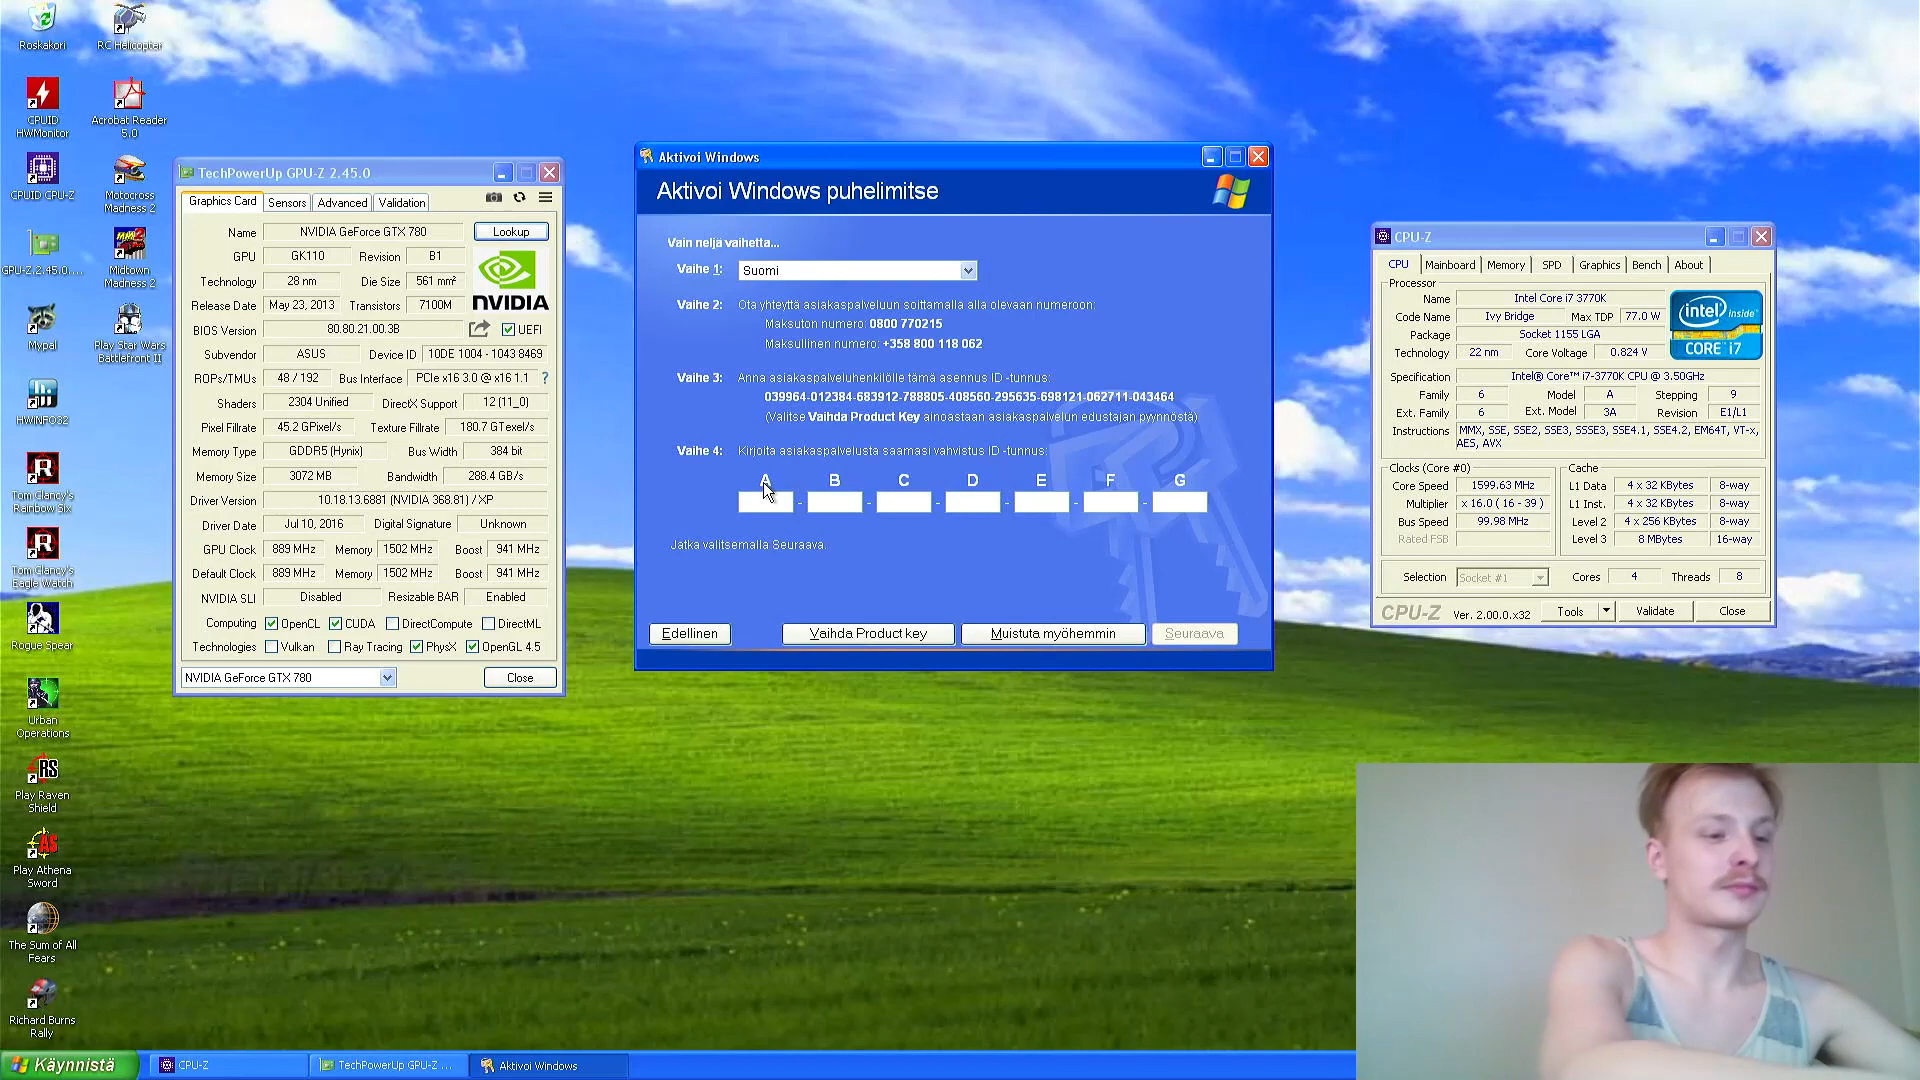 Roskakori
RC Helicopter
CPUID
HWMonitor
Acrobat Reader
5.0
CPUID CPU-Z
Motocross
Madness 2
GPU-Z.2.45.0....
Midtown
Madness 2
Mypal
Play Star Wars
Battlefront II
HWiNFO32
Tom Clancy's
Rainbow Six
Tom Clancy's
Eagle Watch
Rogue Spear
Urban
Operations
Play Raven
Shield
Play Athena
Sword
The Sum of All
Fears
Richard Burns
Rally
TechPowerUp GPU-Z 2.45.0
Graphics Card Sensors Advanced Validation
Name NVIDIA GeForce GTX 780 Lookup
GPU GK110 Revision B1
Technology 28 nm Die Size 561 mm²
Release Date May 23, 2013 Transistors 7100M
NVIDIA
BIOS Version 80.80.21.00.3B UEFI
Subvendor ASUS Device ID 10DE 1004 - 1043 8469
ROPs/TMUs 48 / 192 Bus Interface PCIe x16 3.0 @ x16 1.1 ?
Shaders 2304 Unified DirectX Support 12 (11_0)
Pixel Fillrate 45.2 GPixel/s Texture Fillrate 180.7 GTexel/s
Memory Type GDDR5 (Hynix) Bus Width 384 bit
Memory Size 3072 MB Bandwidth 288.4 GB/s
Driver Version 10.18.13.6881 (NVIDIA 368.81) / XP
Driver Date Jul 10, 2016 Digital Signature Unknown
GPU Clock 889 MHz Memory 1502 MHz Boost 941 MHz
Default Clock 889 MHz Memory 1502 MHz Boost 941 MHz
NVIDIA SLI Disabled Resizable BAR Enabled
Computing OpenCL CUDA DirectCompute DirectML
Technologies Vulkan Ray Tracing PhysX OpenGL 4.5
NVIDIA GeForce GTX 780 Close
Aktivoi Windows
Aktivoi Windows puhelimitse
Vain neljä vaihetta...
Vaihe 1: Suomi
Vaihe 2: Ota yhteyttä asiakaspalveluun soittamalla alla olevaan numeroon:
Maksuton numero: 0800 770215
Maksullinen numero: +358 800 118 062
Vaihe 3: Anna asiakaspalveluhenkilölle tämä asennus ID -tunnus:
039964-012384-683912-788805-408560-295635-698121-062711-043464
(Valitse Vaihda Product Key ainoastaan asiakaspalvelun edustajan pyynnöstä)
Vaihe 4: Kirjoita asiakaspalvelusta saamasi vahvistus ID -tunnus:
A B C D E F G
- - - - - -
Jatka valitsemalla Seuraava.
Edellinen Vaihda Product key Muistuta myöhemmin Seuraava
CPU-Z
CPU Mainboard Memory SPD Graphics Bench About
Processor
Name Intel Core i7 3770K
Code Name Ivy Bridge Max TDP 77.0 W
Package Socket 1155 LGA
Technology 22 nm Core Voltage 0.824 V
intel inside
CORE i7
Specification Intel® Core™ i7-3770K CPU @ 3.50GHz
Family 6 Model A Stepping 9
Ext. Family 6 Ext. Model 3A Revision E1/L1
Instructions MMX, SSE, SSE2, SSE3, SSSE3, SSE4.1, SSE4.2, EM64T, VT-x,
AES, AVX
Clocks (Core #0) Cache
Core Speed 1599.63 MHz L1 Data 4 x 32 KBytes 8-way
Multiplier x 16.0 ( 16 - 39 ) L1 Inst. 4 x 32 KBytes 8-way
Bus Speed 99.98 MHz Level 2 4 x 256 KBytes 8-way
Rated FSB Level 3 8 MBytes 16-way
Selection Socket #1 Cores 4 Threads 8
CPU-Z Ver. 2.00.0.x32 Tools Validate Close
Käynnistä CPU-Z TechPowerUp GPU-Z ... Aktivoi Windows